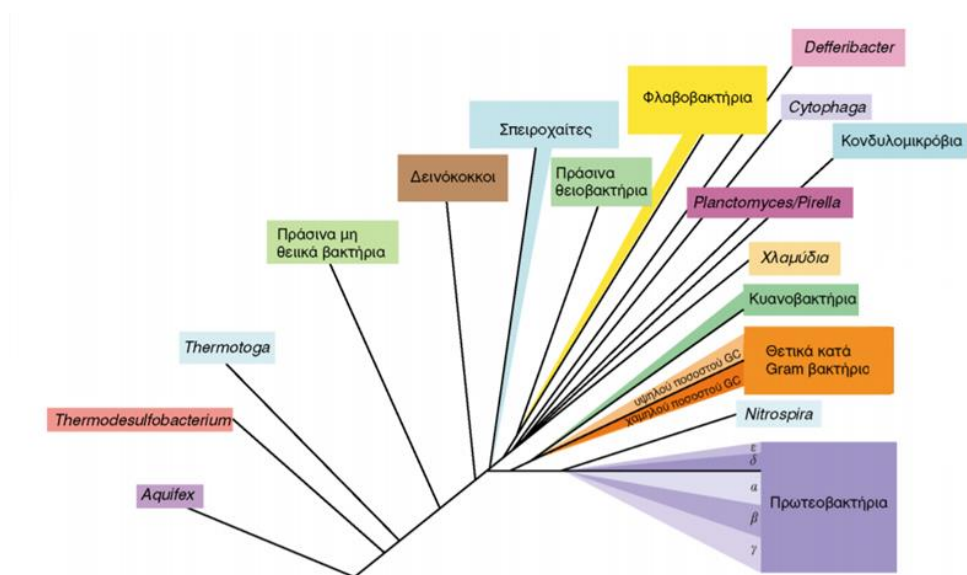 Defferibacter
Φλαβοβακτήρια
Cytophaga
Σπειροχαίτες
Κονδυλομικρόβια
Δεινόκοκκοι
Πράσινα
θειοβακτήρια
Planctomyces/Pirella
Πράσινα μη
θειικά βακτήρια
Χλαμύδια
Κυανοβακτήρια
Thermotoga
υψηλού ποσοστού GC
χαμηλού ποσοστού GC
Θετικά κατά
Gram βακτήριο
Thermodesulfobacterium
Nitrospira
ε
δ
α
β
γ
Πρωτεοβακτήρια
Aquifex